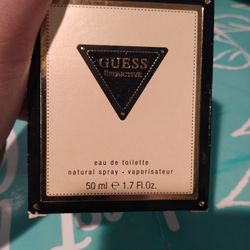 GUESS
SEDUCTIVE
eau de toilette
natural spray • vaporisateur
50 ml ℮ 1.7 Fl.Oz.